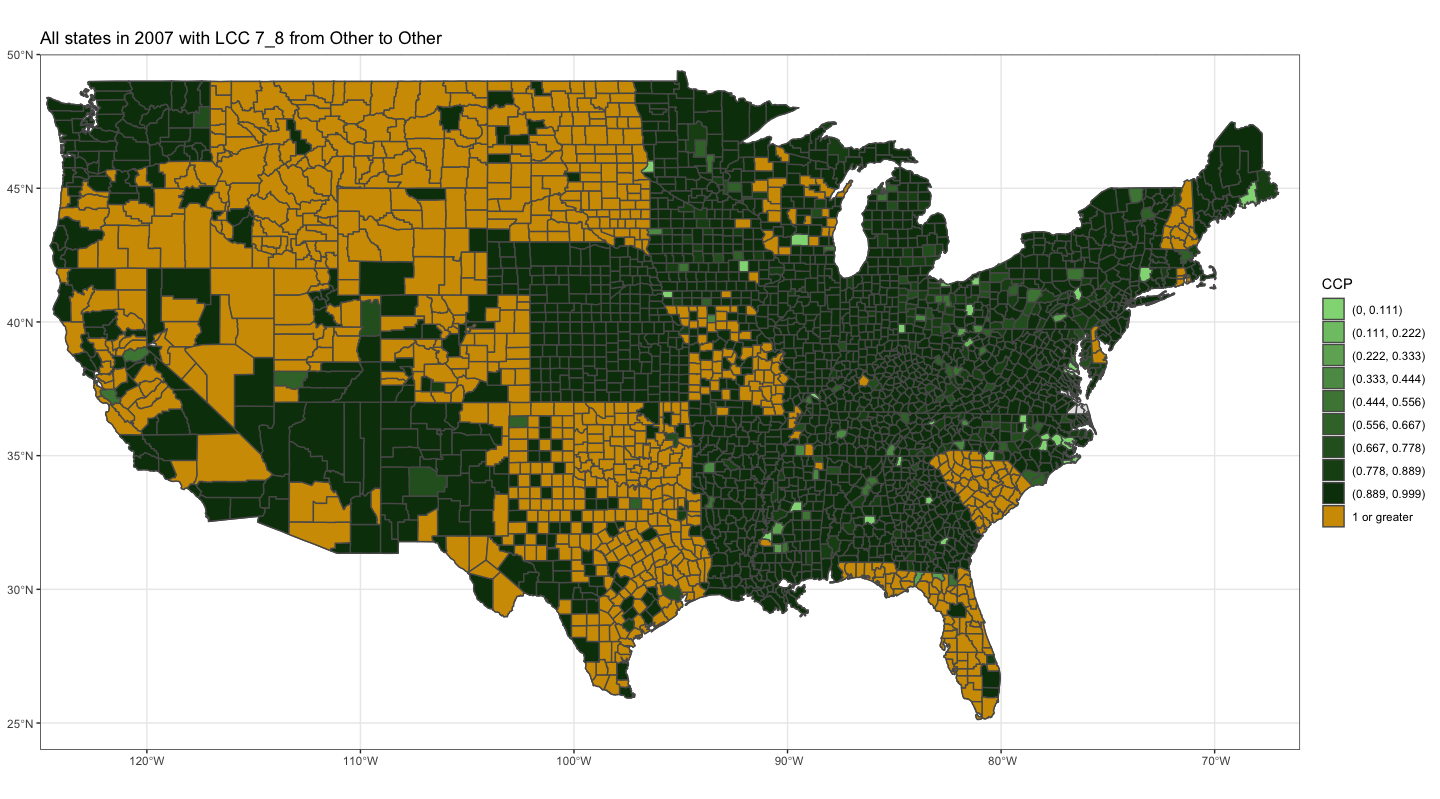 All states in 2007 with LCC 7_8 from Other to Other
50°N
45°N
40°N
35°N
30°N
25°N
120°W
110°W
100°W
90°W
80°W
70°W
CCP
(0, 0.111)
(0.111, 0.222)
(0.222, 0.333)
(0.333, 0.444)
(0.444, 0.556)
(0.556, 0.667)
(0.667, 0.778)
(0.778, 0.889)
(0.889, 0.999)
1 or greater